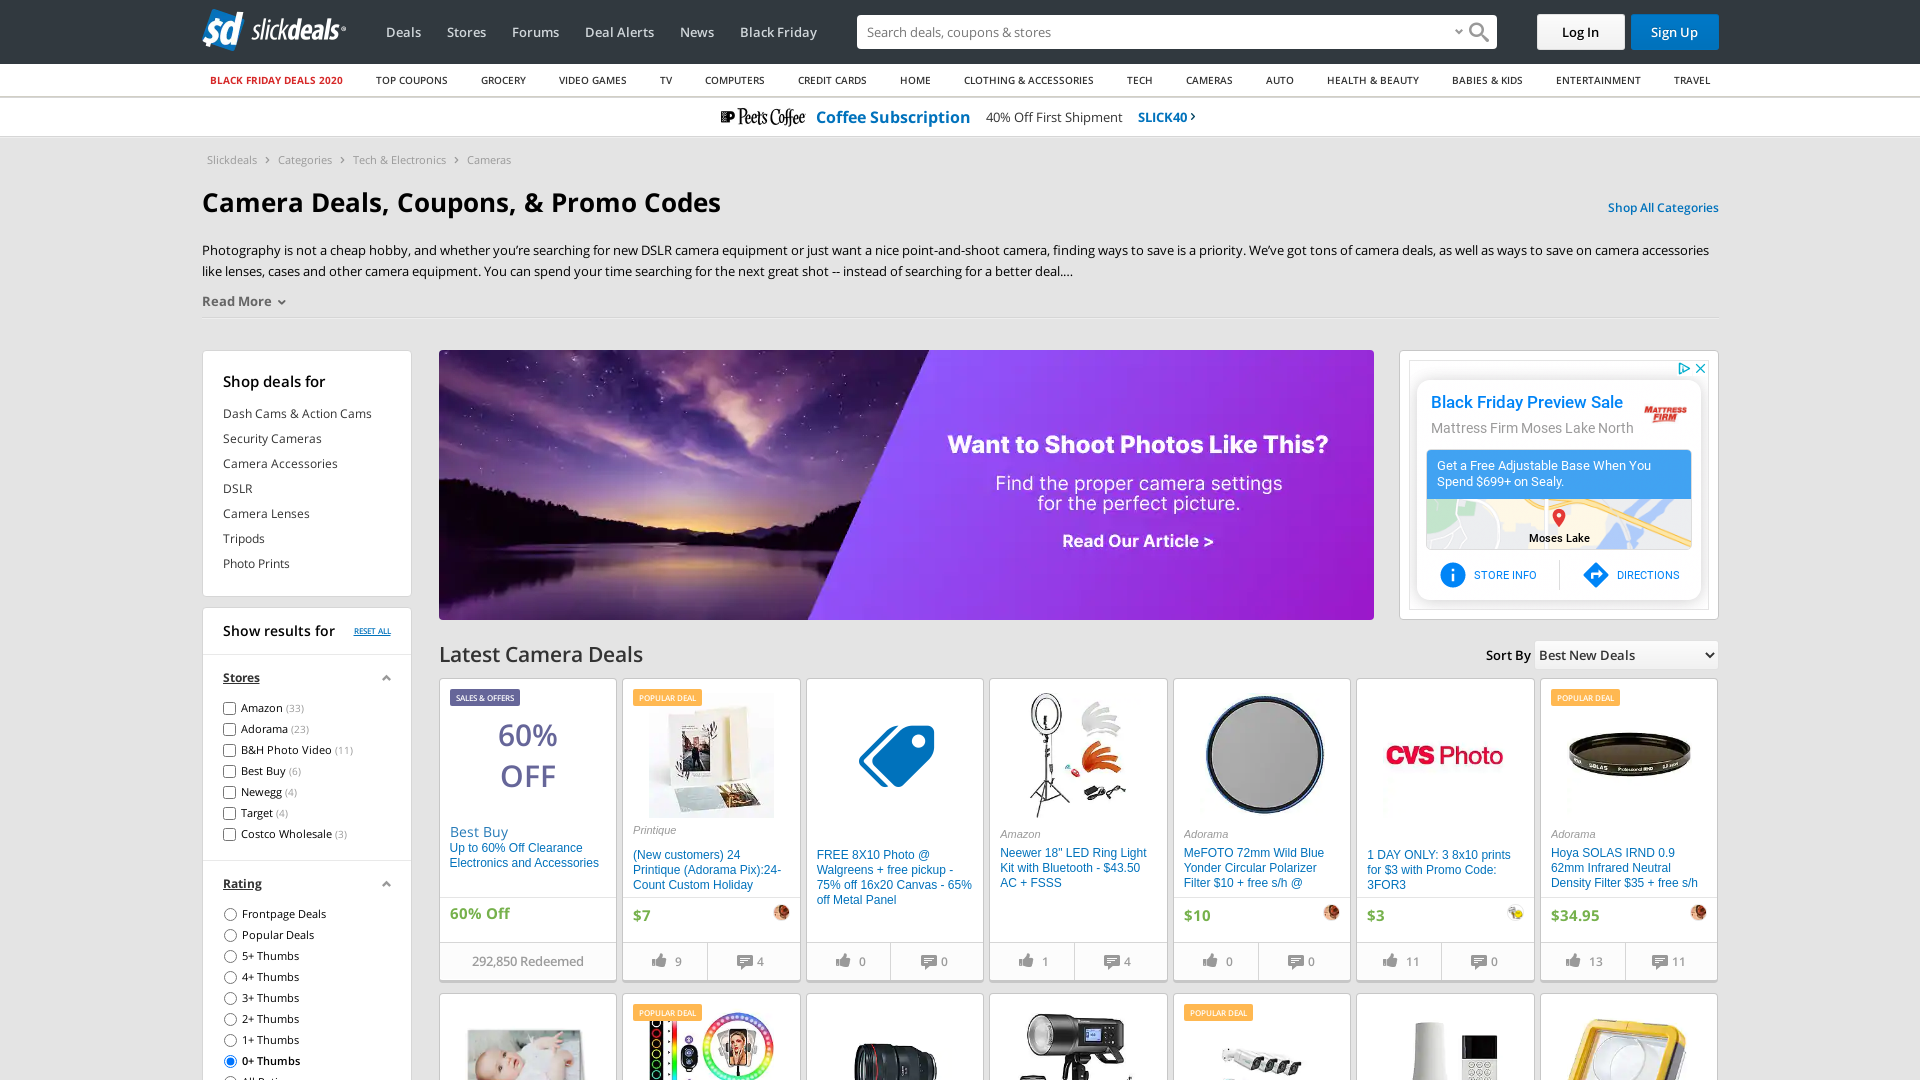 slickdeals
Deals
Stores
Forums
Deal Alerts
News
Black Friday
Search deals, coupons & stores
Log In
Sign Up
BLACK FRIDAY DEALS 2020
TOP COUPONS
GROCERY
VIDEO GAMES
TV
COMPUTERS
CREDIT CARDS
HOME
CLOTHING & ACCESSORIES
TECH
CAMERAS
AUTO
HEALTH & BEAUTY
BABIES & KIDS
ENTERTAINMENT
TRAVEL
Peet's Coffee Coffee Subscription 40% Off First Shipment SLICK40
Slickdeals > Categories > Tech & Electronics > Cameras
Camera Deals, Coupons, & Promo Codes
Shop All Categories
Photography is not a cheap hobby, and whether you’re searching for new DSLR camera equipment or just want a nice point-and-shoot camera, finding ways to save is a priority. We’ve got tons of camera deals, as well as ways to save on camera accessories
like lenses, cases and other camera equipment. You can spend your time searching for the next great shot -- instead of searching for a better deal....
Read More
Shop deals for
Dash Cams & Action Cams
Security Cameras
Camera Accessories
DSLR
Camera Lenses
Tripods
Photo Prints
Show results for
RESET ALL
Stores
Amazon (33)
Adorama (23)
B&H Photo Video (11)
Best Buy (6)
Newegg (4)
Target (4)
Costco Wholesale (3)
Rating
Frontpage Deals
Popular Deals
5+ Thumbs
4+ Thumbs
3+ Thumbs
2+ Thumbs
1+ Thumbs
0+ Thumbs
Want to Shoot Photos Like This?
Find the proper camera settings
for the perfect picture.
Read Our Article >
Black Friday Preview Sale
Mattress Firm Moses Lake North
MATTRESS
FIRM
Get a Free Adjustable Base When You
Spend $699+ on Sealy.
Moses Lake
STORE INFO
DIRECTIONS
Latest Camera Deals
Sort By Best New Deals
SALES & OFFERS
60%
OFF
Best Buy
Up to 60% Off Clearance
Electronics and Accessories
60% Off
292,850 Redeemed
POPULAR DEAL
Printique
(New customers) 24
Printique (Adorama Pix):24-
Count Custom Holiday
$7
9
4
FREE 8X10 Photo @
Walgreens + free pickup -
75% off 16x20 Canvas - 65%
off Metal Panel
0
0
Amazon
Neewer 18" LED Ring Light
Kit with Bluetooth - $43.50
AC + FSSS
1
4
Adorama
MeFOTO 72mm Wild Blue
Yonder Circular Polarizer
Filter $10 + free s/h @
$10
0
0
CVS Photo
1 DAY ONLY: 3 8x10 prints
for $3 with Promo Code:
3FOR3
$3
11
0
POPULAR DEAL
HOYA SOLAS
Adorama
Hoya SOLAS IRND 0.9
62mm Infrared Neutral
Density Filter $35 + free s/h
$34.95
13
11
POPULAR DEAL
POPULAR DEAL